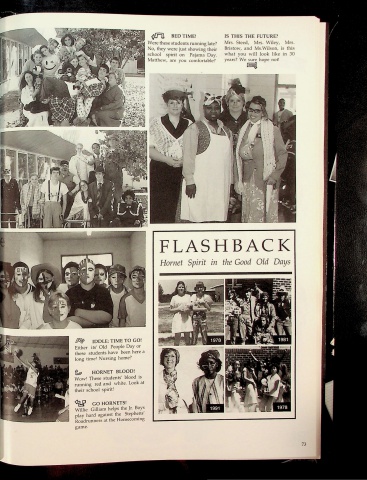 BED TIME!
Were these students running late?
No, they were just showing their
school spirit on Pajama Day.
Matthew, are you comfortable?
IS THIS THE FUTURE?
Mrs. Steed, Mrs. Wiley, Mrs.
Bristow, and Ms. Wilson, is this
what you will look like in 30
years? We sure hope not!
FLASHBACK
Hornet Spirit in the Good Old Days
1978
1981
1981
1978
EDDLE: TIME TO GO!
Either its' Old People Day or
these students have been here a
long time! Nursing home?
HORNET BLOOD!
Wow! These students' blood is
running red and white. Look at
their school spirit!
GO HORNETS!
Willie Gilliam helps the Jr. Boys
play hard against the Stephens'
Roadrunners at the Homecoming
game.
73